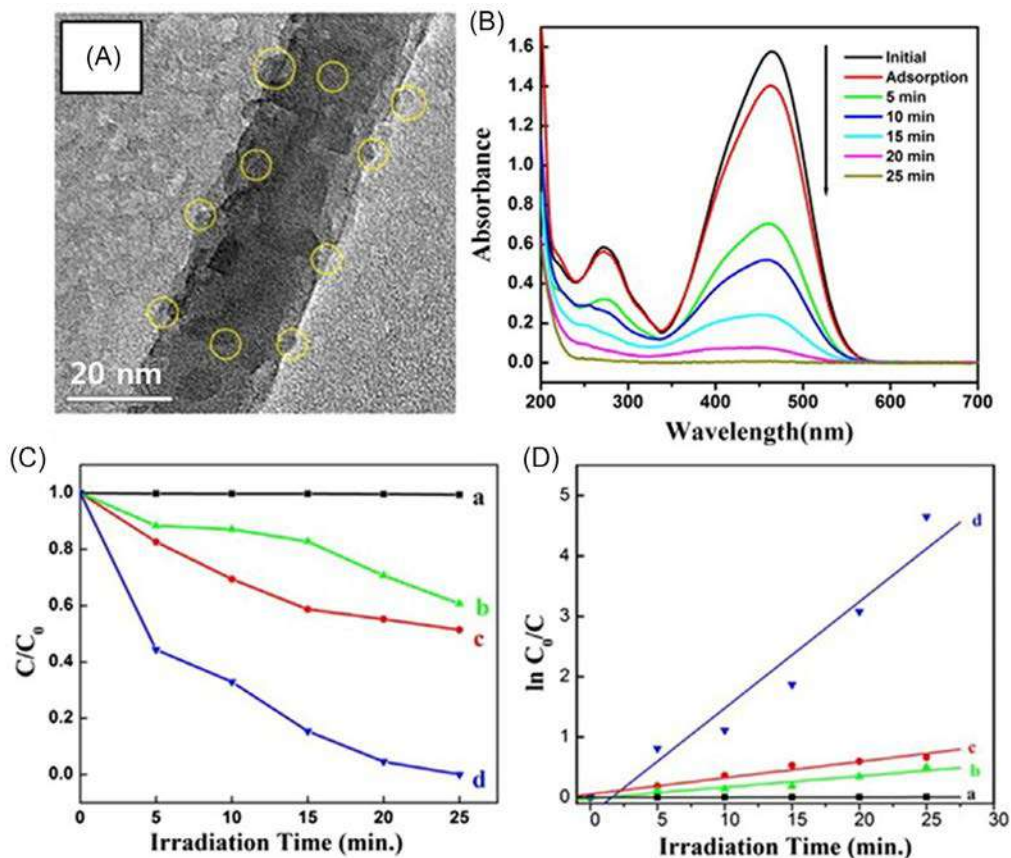 (A)
20 nm
(B)
1.6
1.4
1.2
1.0
0.8
0.6
0.4
0.2
0.0
Absorbance
Initial
Adsorption
5 min
10 min
15 min
20 min
25 min
200 300 400 500 600 700
Wavelength(nm)
(C)
1.0
0.8
0.6
0.4
0.2
0.0
C/C0
a
b
c
d
0 5 10 15 20 25
Irradiation Time (min.)
(D)
5
4
3
2
1
0
ln C0/C
d
c
b
a
0 5 10 15 20 25 30
Irradiation Time (min.)